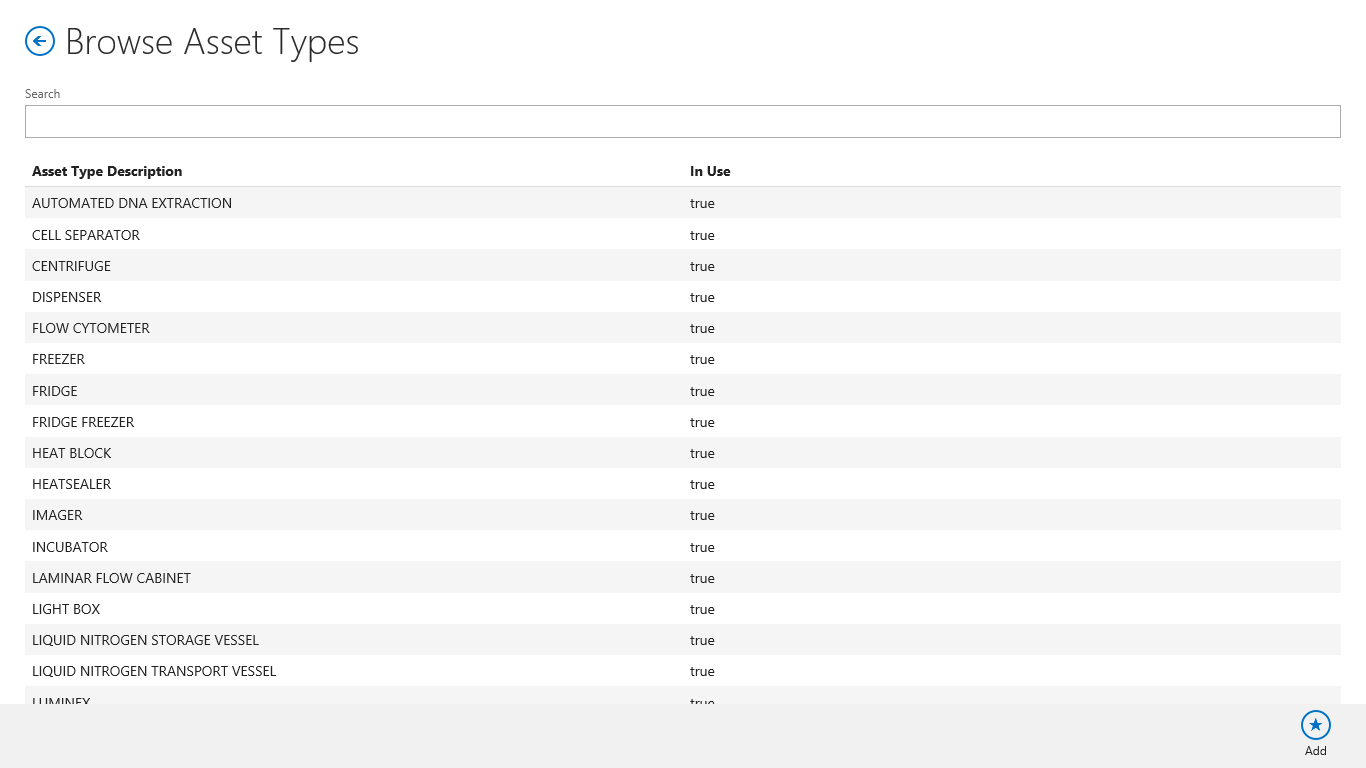 Browse Asset Types
Search
Asset Type Description In Use
AUTOMATED DNA EXTRACTION true
CELL SEPARATOR true
CENTRIFUGE true
DISPENSER true
FLOW CYTOMETER true
FREEZER true
FRIDGE true
FRIDGE FREEZER true
HEAT BLOCK true
HEATSEALER true
IMAGER true
INCUBATOR true
LAMINAR FLOW CABINET true
LIGHT BOX true
LIQUID NITROGEN STORAGE VESSEL true
LIQUID NITROGEN TRANSPORT VESSEL true
LUMINEX true
Add